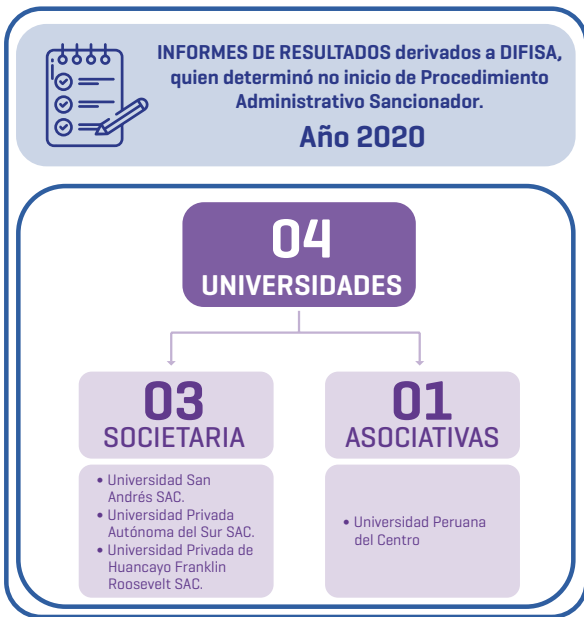 INFORMES DE RESULTADOS derivados a DIFISA,
quien determinó no inicio de Procedimiento
Administrativo Sancionador.
Año 2020
04
UNIVERSIDADES
03
SOCIETARIA
• Universidad San
Andrés SAC.
• Universidad Privada
Autónoma del Sur SAC.
• Universidad Privada de
Huancayo Franklin
Roosevelt SAC.
01
ASOCIATIVAS
• Universidad Peruana
del Centro